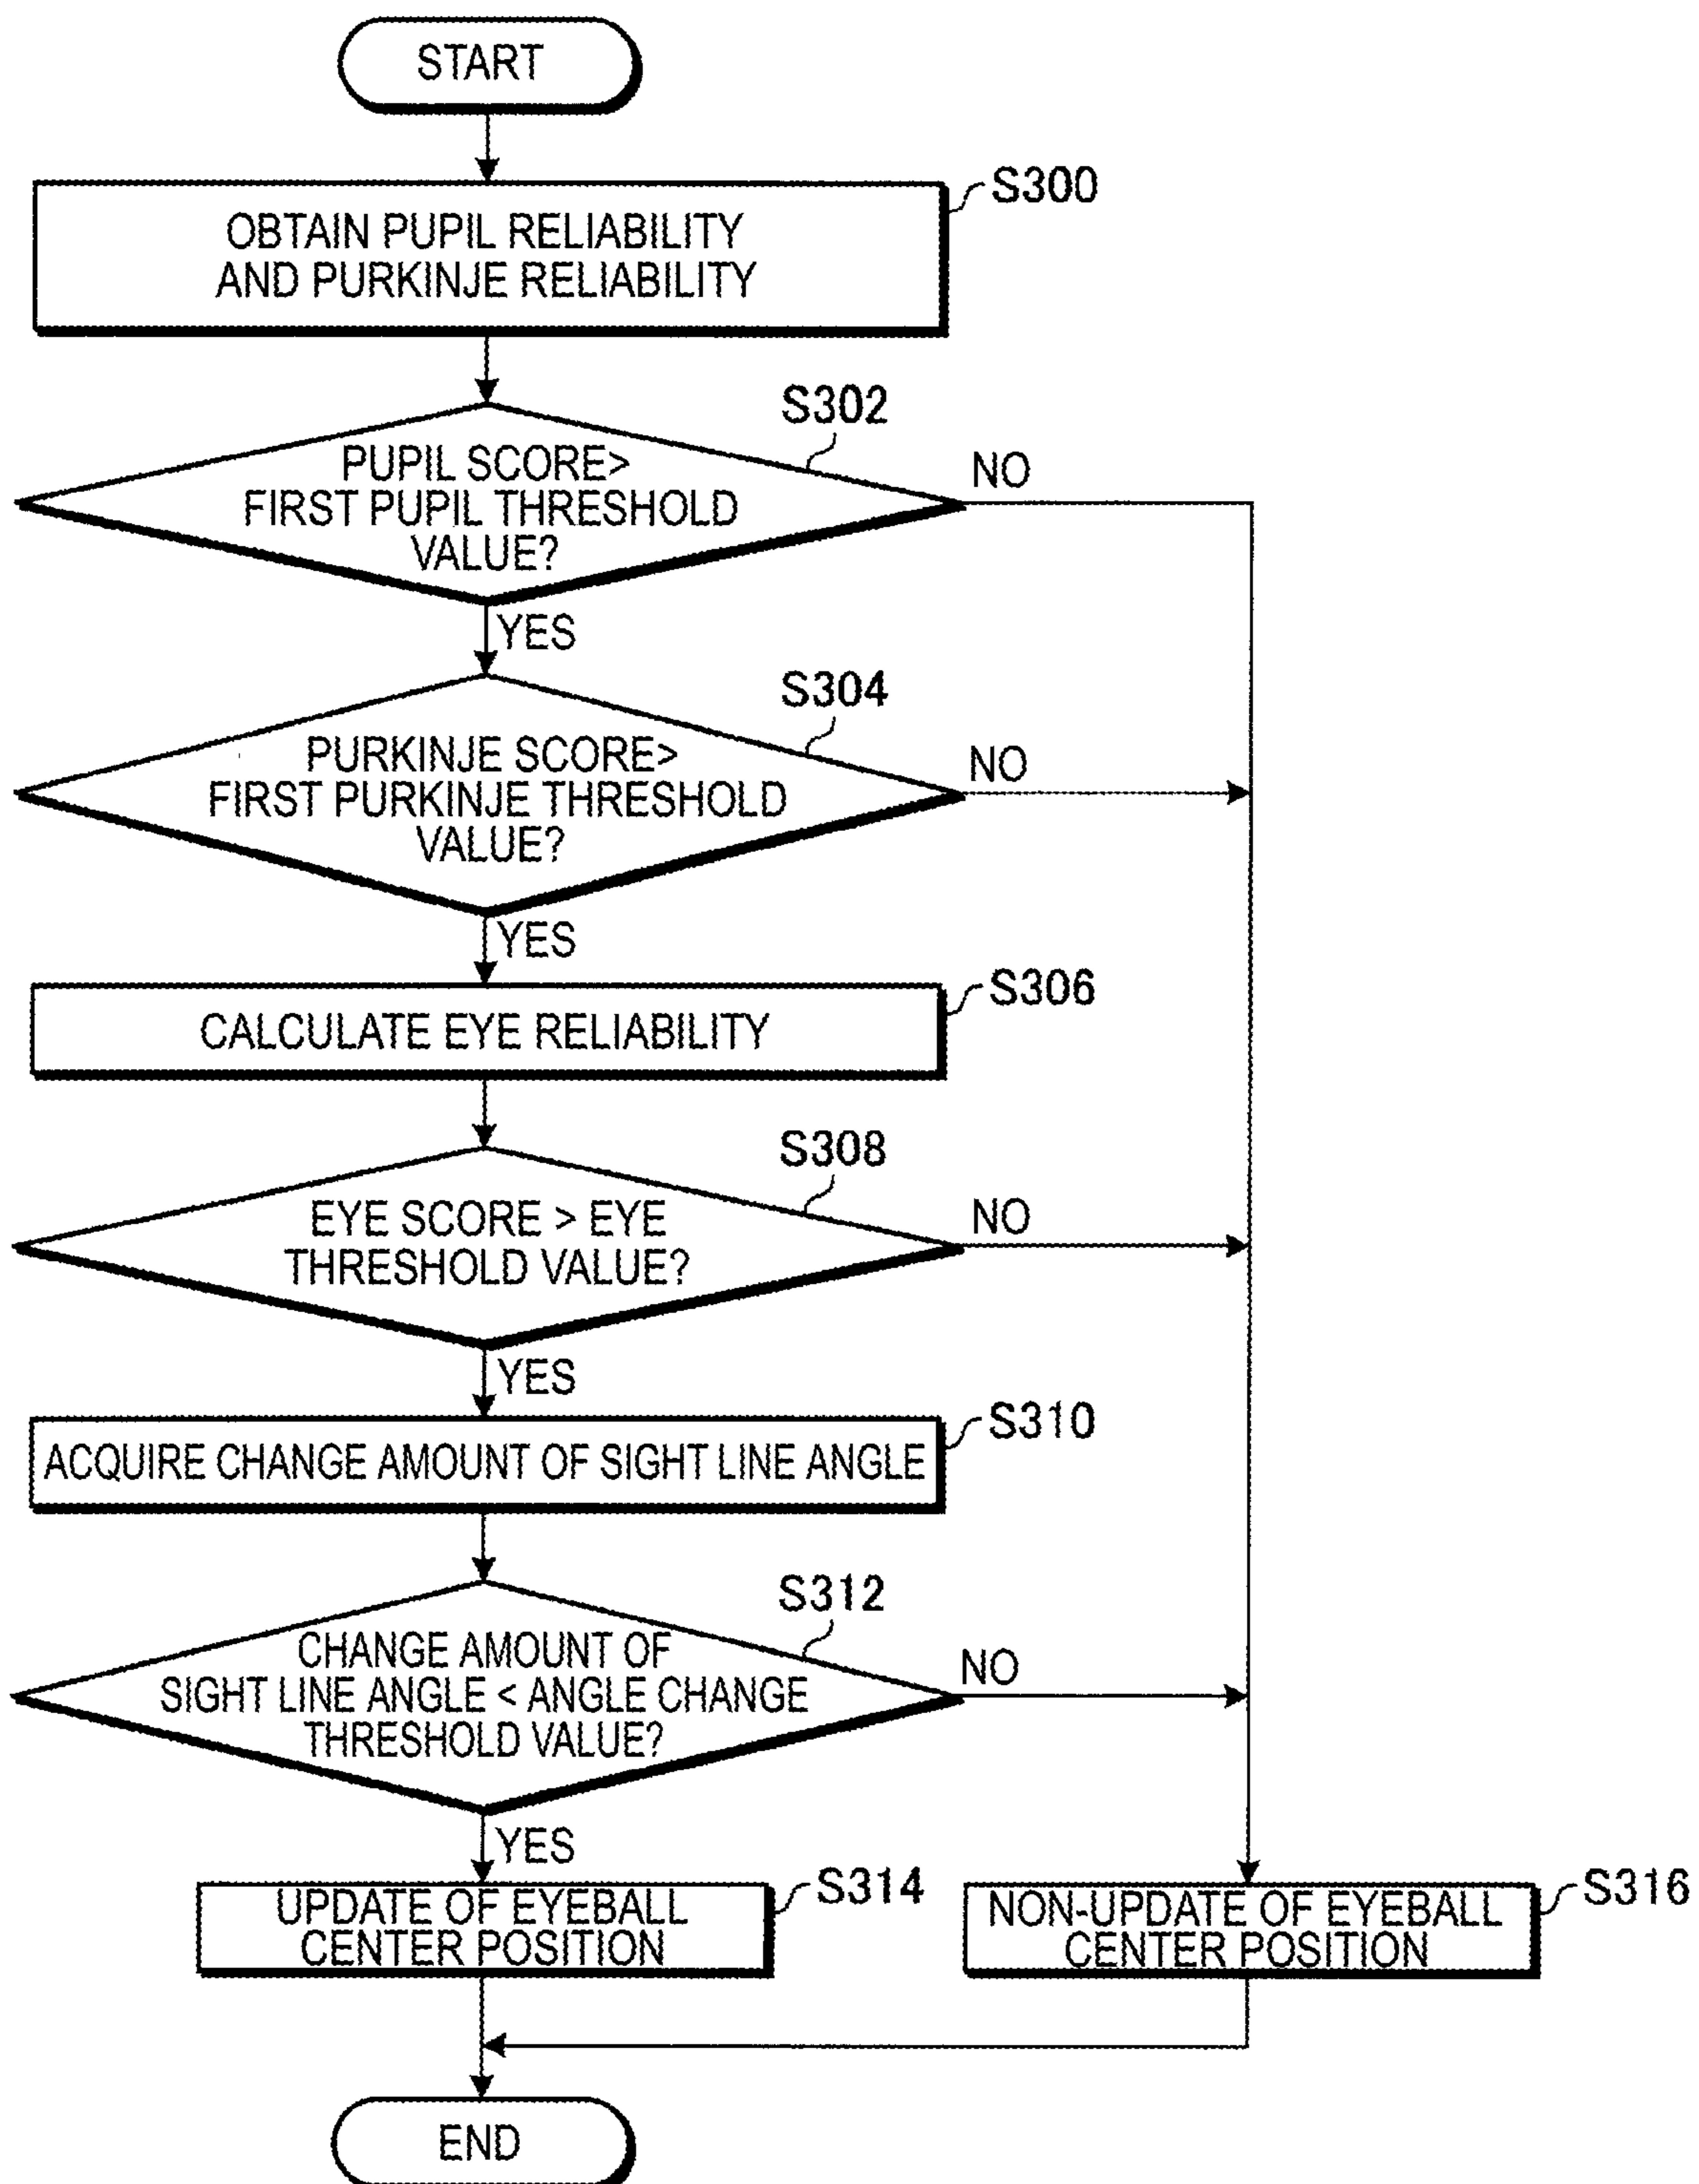 START
S300
OBTAIN PUPIL RELIABILITY
AND PURKINJE RELIABILITY
S302
PUPIL SCORE>
FIRST PUPIL THRESHOLD
VALUE?
NO
YES
S304
PURKINJE SCORE>
FIRST PURKINJE THRESHOLD
VALUE?
NO
YES
S306
CALCULATE EYE RELIABILITY
S308
EYE SCORE > EYE
THRESHOLD VALUE?
NO
YES
S310
ACQUIRE CHANGE AMOUNT OF SIGHT LINE ANGLE
S312
CHANGE AMOUNT OF
SIGHT LINE ANGLE < ANGLE CHANGE
THRESHOLD VALUE?
NO
YES
S314
UPDATE OF EYEBALL
CENTER POSITION
S316
NON-UPDATE OF EYEBALL
CENTER POSITION
END